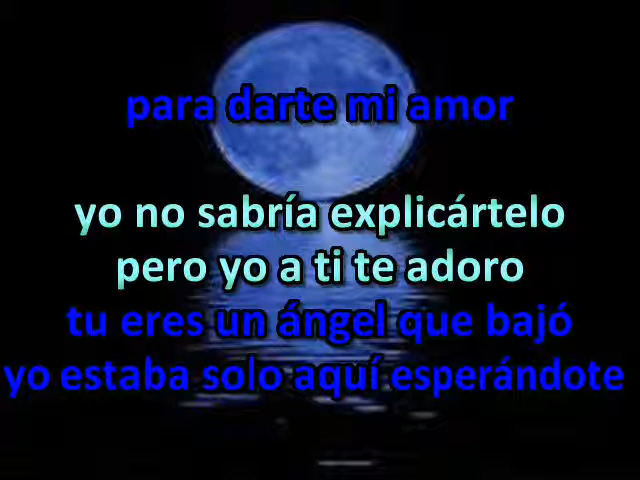 para darte mi amor
yo no sabría explicártelo
pero yo a ti te adoro
tu eres un ángel que bajó
yo estaba solo aquí esperándote